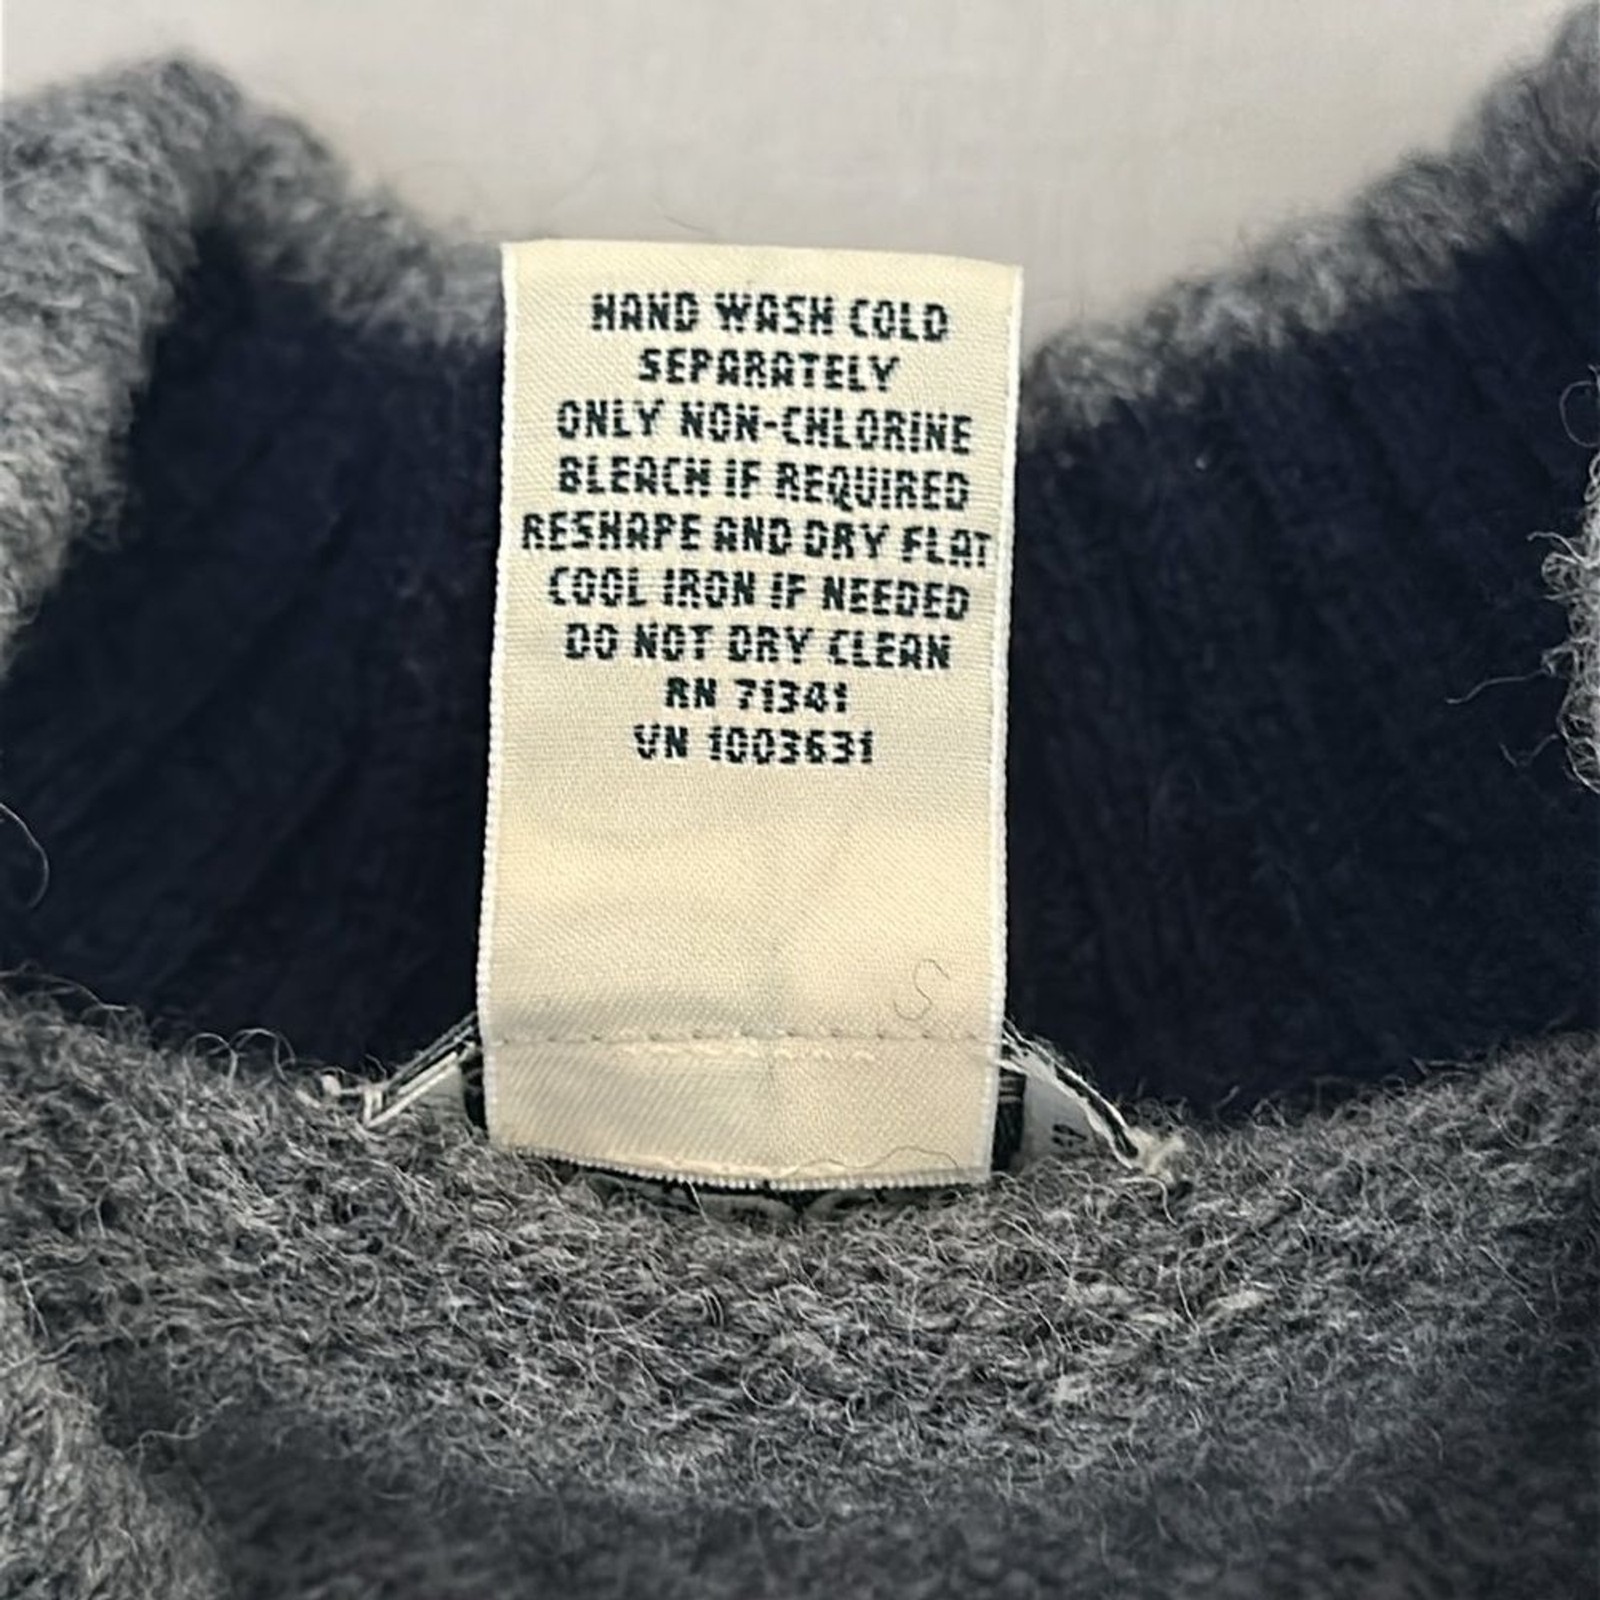 HAND WASH COLD
SEPARATELY
ONLY NON-CHLORINE
BLEACH IF REQUIRED
RESHAPE AND DRY FLAT
COOL IRON IF NEEDED
DO NOT DRY CLEAN
RN 71341
VN 1003631